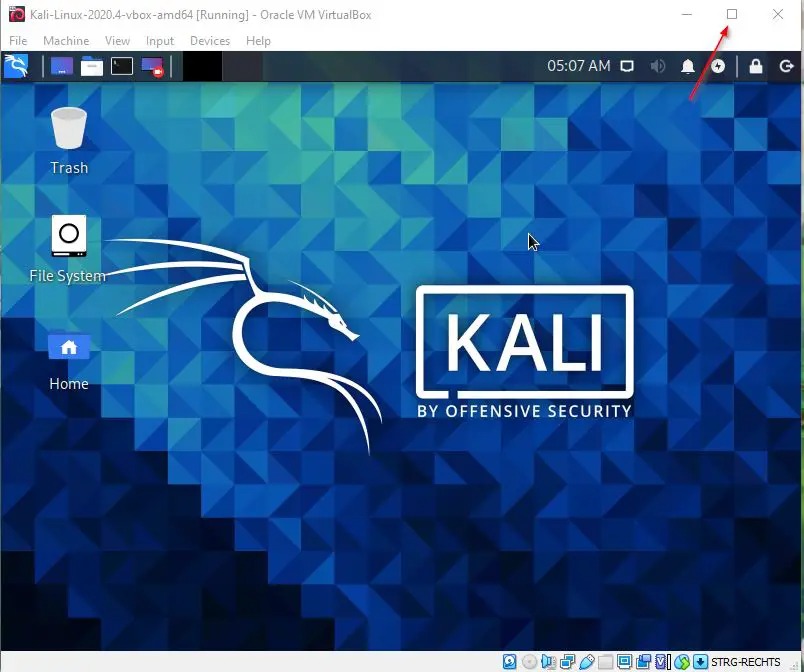 Kali-Linux-2020.4-vbox-amd64 [Running] - Oracle VM VirtualBox
File Machine View Input Devices Help
05:07 AM
Trash
File System
Home
KALI
BY OFFENSIVE SECURITY
STRG-RECHTS